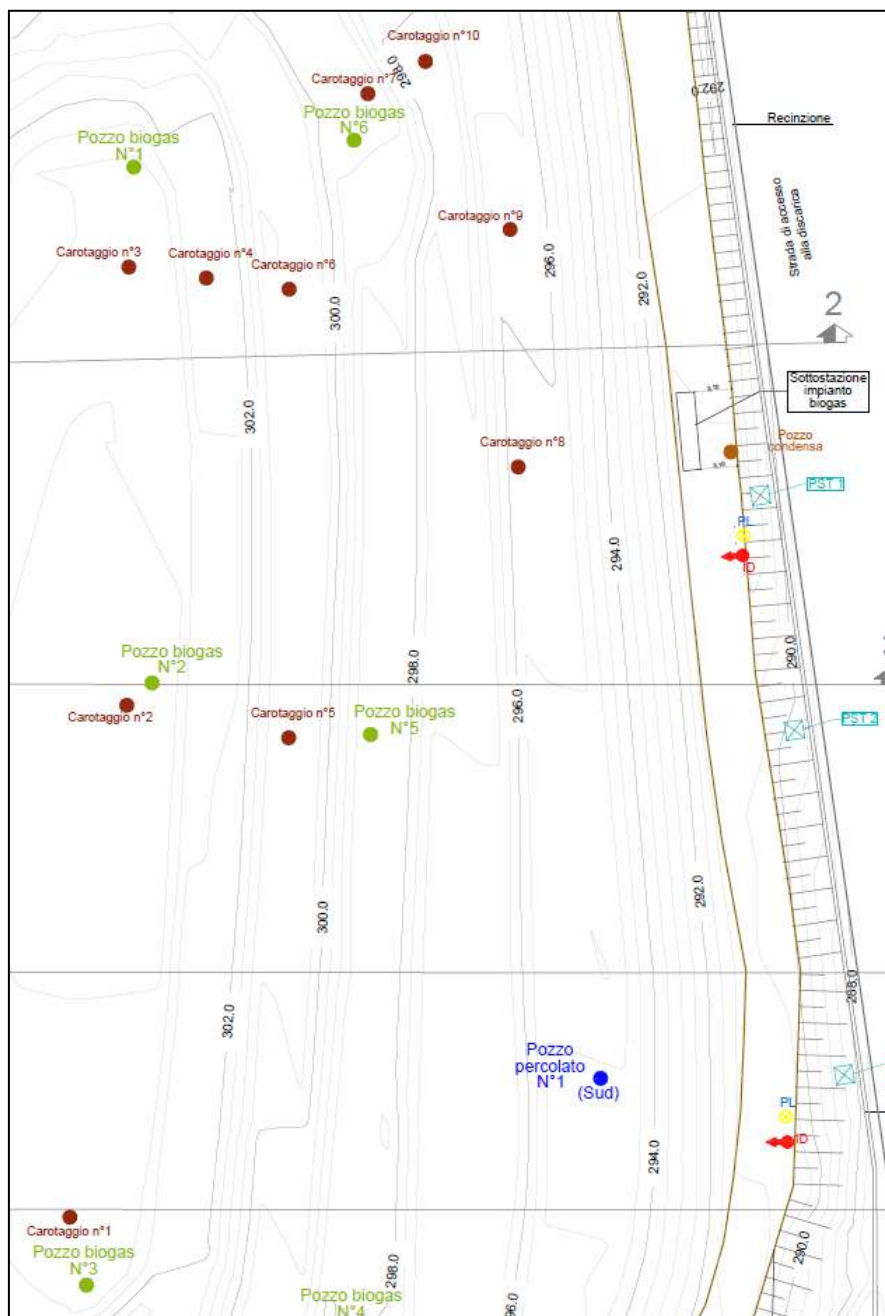 Carotaggio n°10
Carotaggio n°7
298.0
292.0
Pozzo biogas
N°6
Pozzo biogas
N°1
Recinzione
Strada di accesso
alla discarica
Carotaggio n°9
Carotaggio n°3
Carotaggio n°4
Carotaggio n°6
296.0
292.0
300.0
2
Sottostazione
impianto
biogas
302.0
Carotaggio n°8
Pozzo
condensa
PST 1
PL
ID
294.0
Pozzo biogas
N°2
298.0
290.0
296.0
Carotaggio n°2
Carotaggio n°5
Pozzo biogas
N°5
PST 2
292.0
300.0
288.0
302.0
Pozzo
percolato
N°1
(Sud)
PL
ID
294.0
Carotaggio n°1
Pozzo biogas
N°3
290.0
298.0
Pozzo biogas
N°4